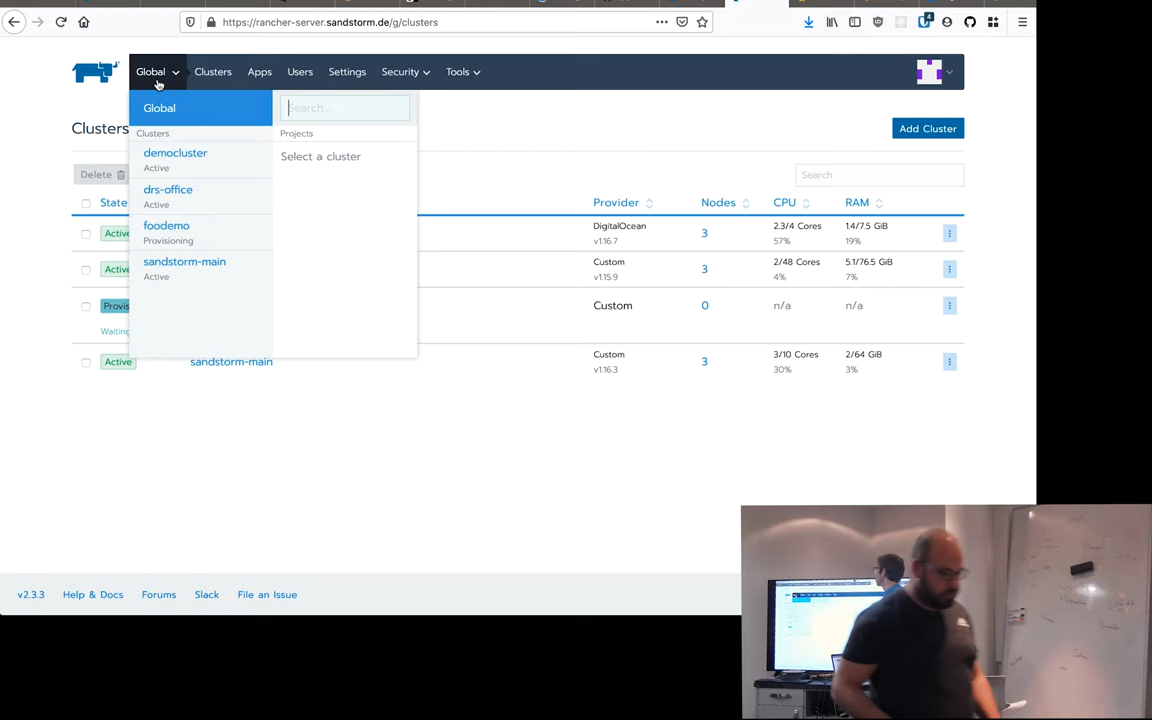 https://rancher-server.sandstorm.de/g/clusters
4
Global Clusters Apps Users Settings Security Tools
Global
Search...
Clusters
Projects
democluster
Active
Select a cluster
drs-office
Active
foodemo
Provisioning
sandstorm-main
Active
Clusters
Add Cluster
Delete
Search
State Provider Nodes CPU RAM
Active DigitalOcean 3 2.3/4 Cores 1.4/7.5 GiB
v1.16.7 57% 19%
Active Custom 3 2/48 Cores 5.1/76.5 GiB
v1.15.9 4% 7%
Provis Custom 0 n/a n/a
Waiting
Active sandstorm-main Custom 3 3/10 Cores 2/64 GiB
v1.16.3 30% 3%
v2.3.3 Help & Docs Forums Slack File an Issue